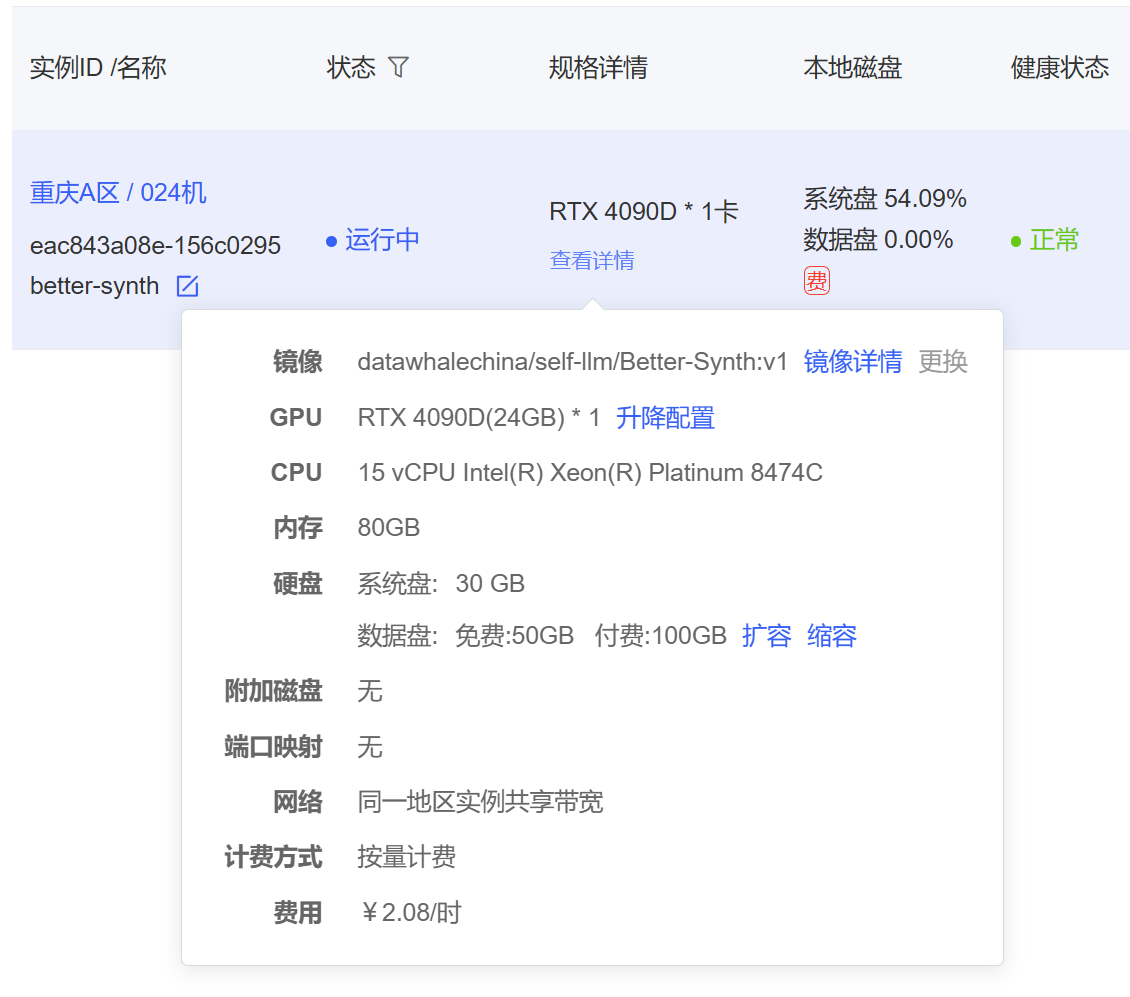 实例ID /名称 状态 规格详情 本地磁盘 健康状态
重庆A区 / 024机
eac843a08e-156c0295
better-synth
运行中
RTX 4090D * 1卡
查看详情
系统盘 54.09%
数据盘 0.00%
费
正常
镜像 datawhalechina/self-llm/Better-Synth:v1 镜像详情 更换
GPU RTX 4090D(24GB) * 1 升降配置
CPU 15 vCPU Intel(R) Xeon(R) Platinum 8474C
内存 80GB
硬盘 系统盘: 30 GB
数据盘: 免费:50GB 付费:100GB 扩容 缩容
附加磁盘 无
端口映射 无
网络 同一地区实例共享带宽
计费方式 按量计费
费用 ￥2.08/时